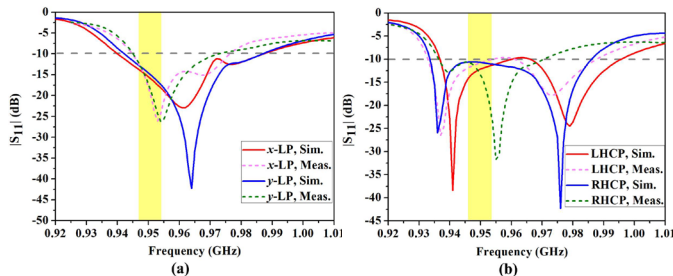 0
-5
-10
-15
-20
-25
-30
-35
-40
-45
-50
|S11| (dB)
x-LP, Sim.
x-LP, Meas.
y-LP, Sim.
y-LP, Meas.
0.92 0.93 0.94 0.95 0.96 0.97 0.98 0.99 1.00 1.01
Frequency (GHz)
(a)
0
-5
-10
-15
-20
-25
-30
-35
-40
-45
|S11| (dB)
LHCP, Sim.
LHCP, Meas.
RHCP, Sim.
RHCP, Meas.
0.92 0.93 0.94 0.95 0.96 0.97 0.98 0.99 1.00 1.01
Frequency (GHz)
(b)